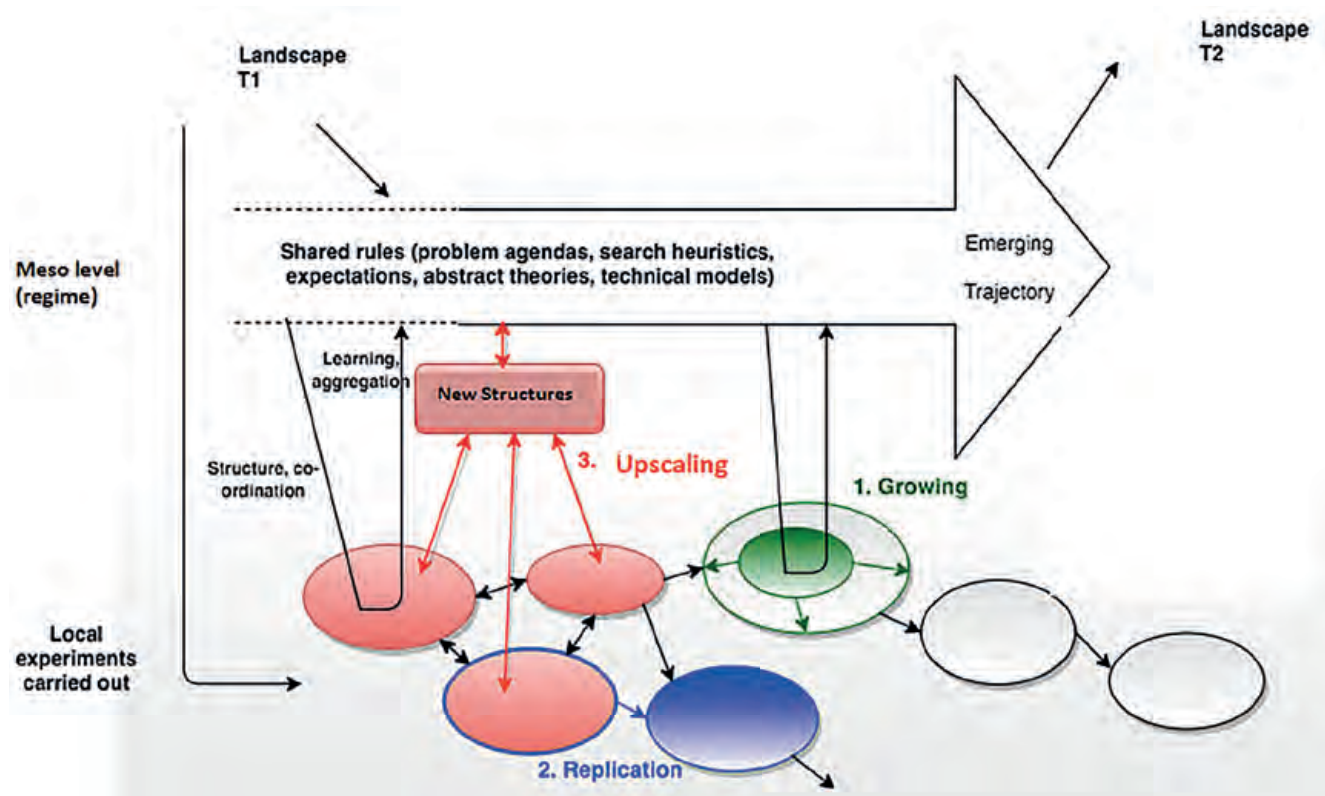 Landscape
T1
Landscape
T2
Shared rules (problem agendas, search heuristics,
expectations, abstract theories, technical models)
Emerging
Trajectory
Meso level
(regime)
Learning,
aggregation
New Structures
3. Upscaling
Structure, co-
ordination
1. Growing
Local
experiments
carried out
2. Replication